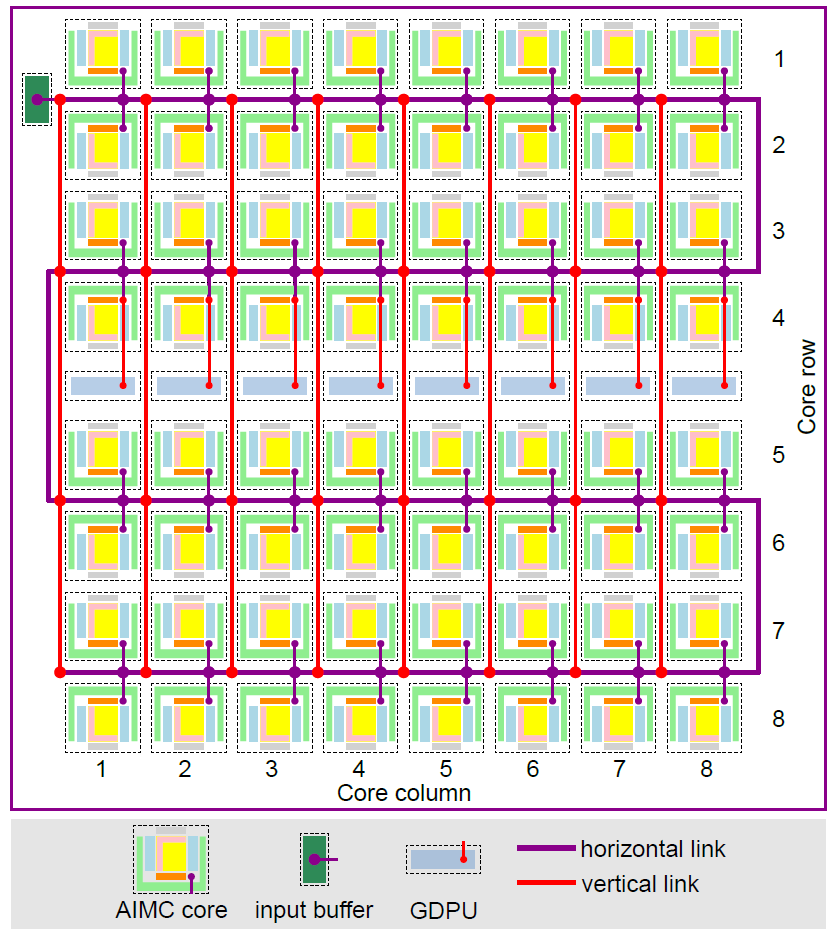 1
2
3
4
5
6
7
8
Core row
1 2 3 4 5 6 7 8
Core column
AIMC core
input buffer
GDPU
horizontal link
vertical link